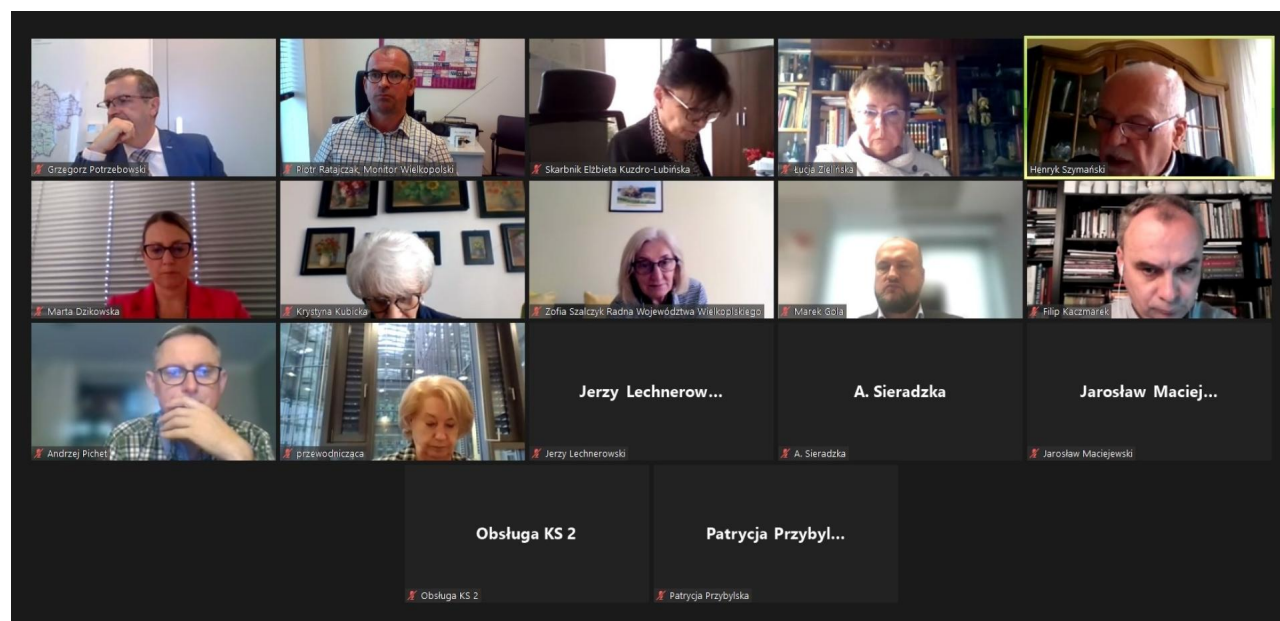 Grzegorz Potrzebowski
Piotr Ratajczak, Monitor Wielkopolski
Skarbnik Elżbieta Kuzdro-Lubińska
Łucja Zielińska
Henryk Szymański
Marta Dzikowska
Krystyna Kubicka
Zofia Szalczyk Radna Województwa Wielkoplskiego
Marek Gola
Filip Kaczmarek
Andrzej Pichet
przewodnicząca
Jerzy Lechnerow...
Jerzy Lechnerowski
A. Sieradzka
A. Sieradzka
Jarosław Maciej...
Jarosław Maciejewski
Obsługa KS 2
Obsługa KS 2
Patrycja Przybyl...
Patrycja Przybylska